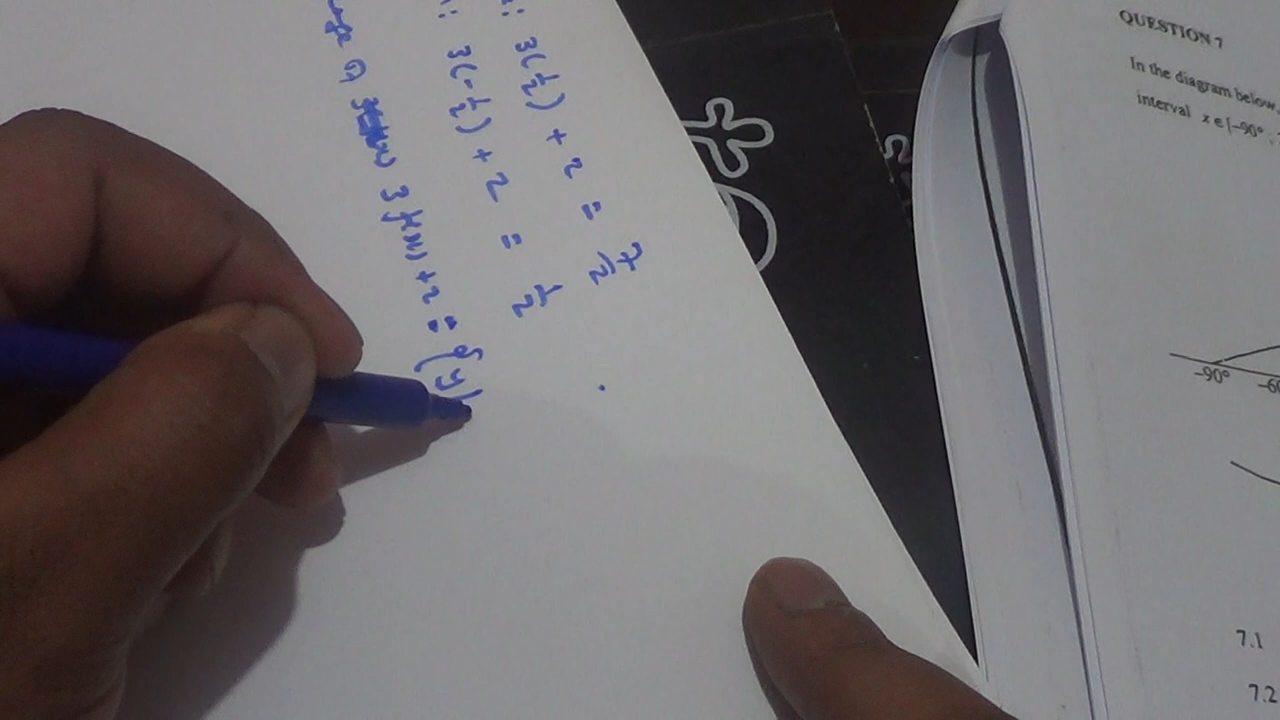 : 3(½) + 2 = 7/2
: 3(-½) + 2 = 1/2
3f(x) + 2 = {y|
QUESTION 7
In the diagram below,
interval x ∈ [-90° ;
-90°
-60
7.1
7.2